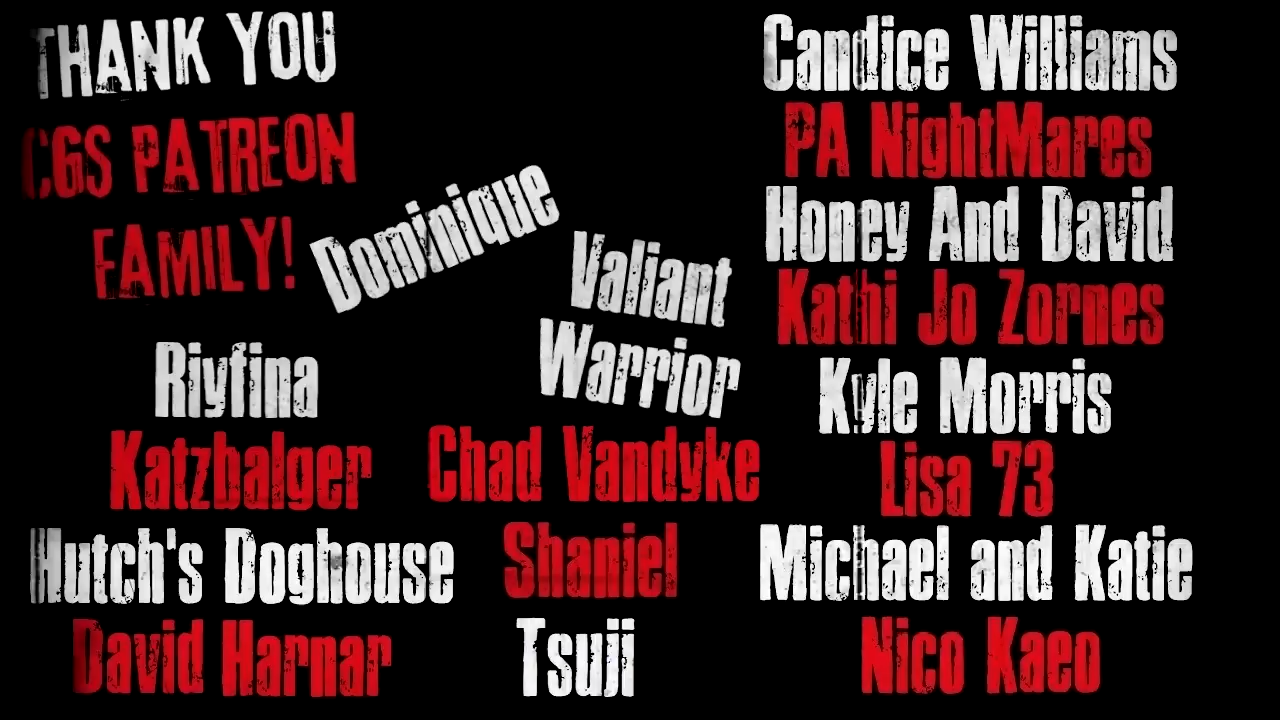 THANK YOU
CGS PATREON
FAMILY!
Dominique
Valiant
Warrior
Riyfina
Katzbalger
Hutch's Doghouse
David Harnar
Chad Vandyke
Shaniel
Tsuji
Candice Williams
PA NightMares
Honey And David
Kathi Jo Zornes
Kyle Morris
Lisa 73
Michael and Katie
Nico Kaeo